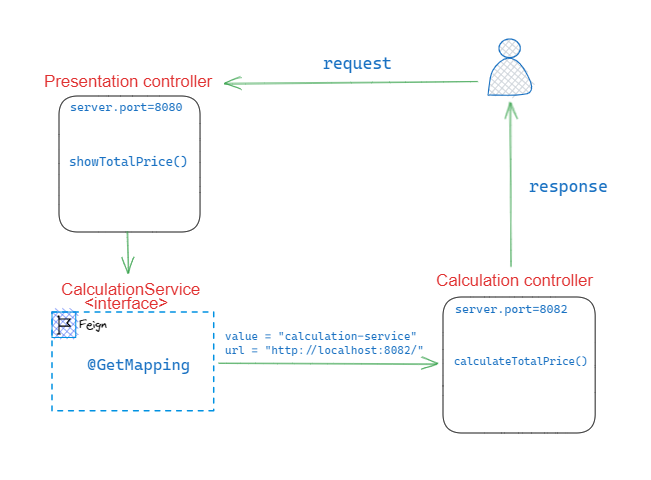 request
Presentation controller
server.port=8080
showTotalPrice()
response
CalculationService
<interface>
Feign
@GetMapping
value = "calculation-service"
url = "http://localhost:8082/"
Calculation controller
server.port=8082
calculateTotalPrice()